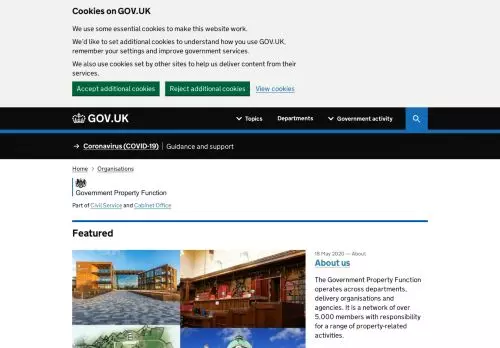 Cookies on GOV.UK
We use some essential cookies to make this website work.
We'd like to set additional cookies to understand how you use GOV.UK,
remember your settings and improve government services.
We also use cookies set by other sites to help us deliver content from their
services.
Accept additional cookies Reject additional cookies View cookies
GOV.UK Topics Departments Government activity
→ Coronavirus (COVID-19) Guidance and support
Home > Organisations
Government Property Function
Part of Civil Service and Cabinet Office
Featured
18 May 2020 — About
About us
The Government Property Function
operates across departments,
delivery organisations and
agencies. It is a network of over
5,000 members with responsibility
for a range of property-related
activities.